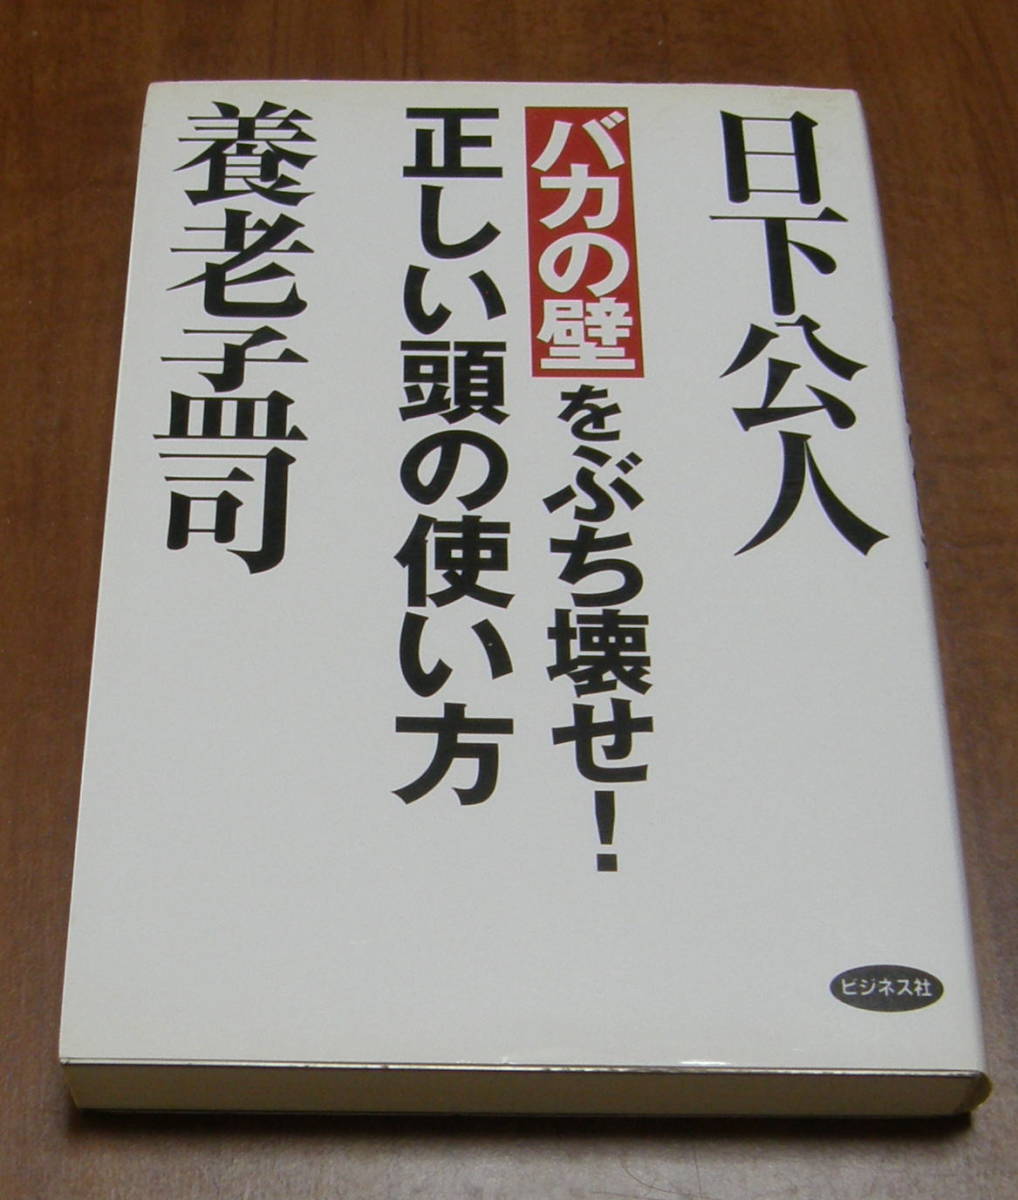 日下公人
バカの壁をぶち壊せ!
正しい頭の使い方
養老孟司
ビジネス社